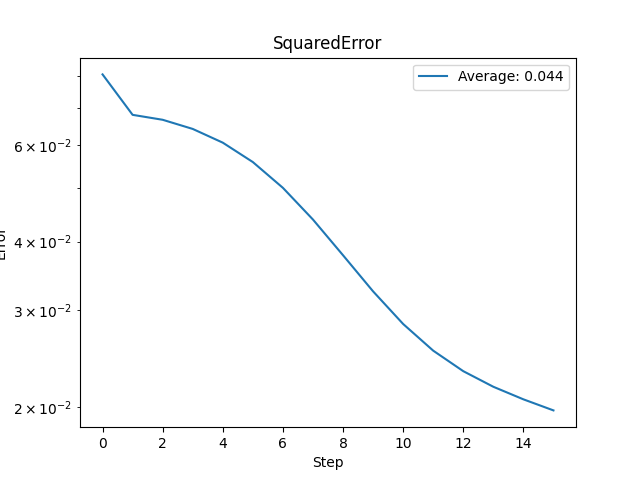 SquaredError
Average: 0.044
6 × 10⁻²
4 × 10⁻²
3 × 10⁻²
2 × 10⁻²
Error
0 2 4 6 8 10 12 14
Step